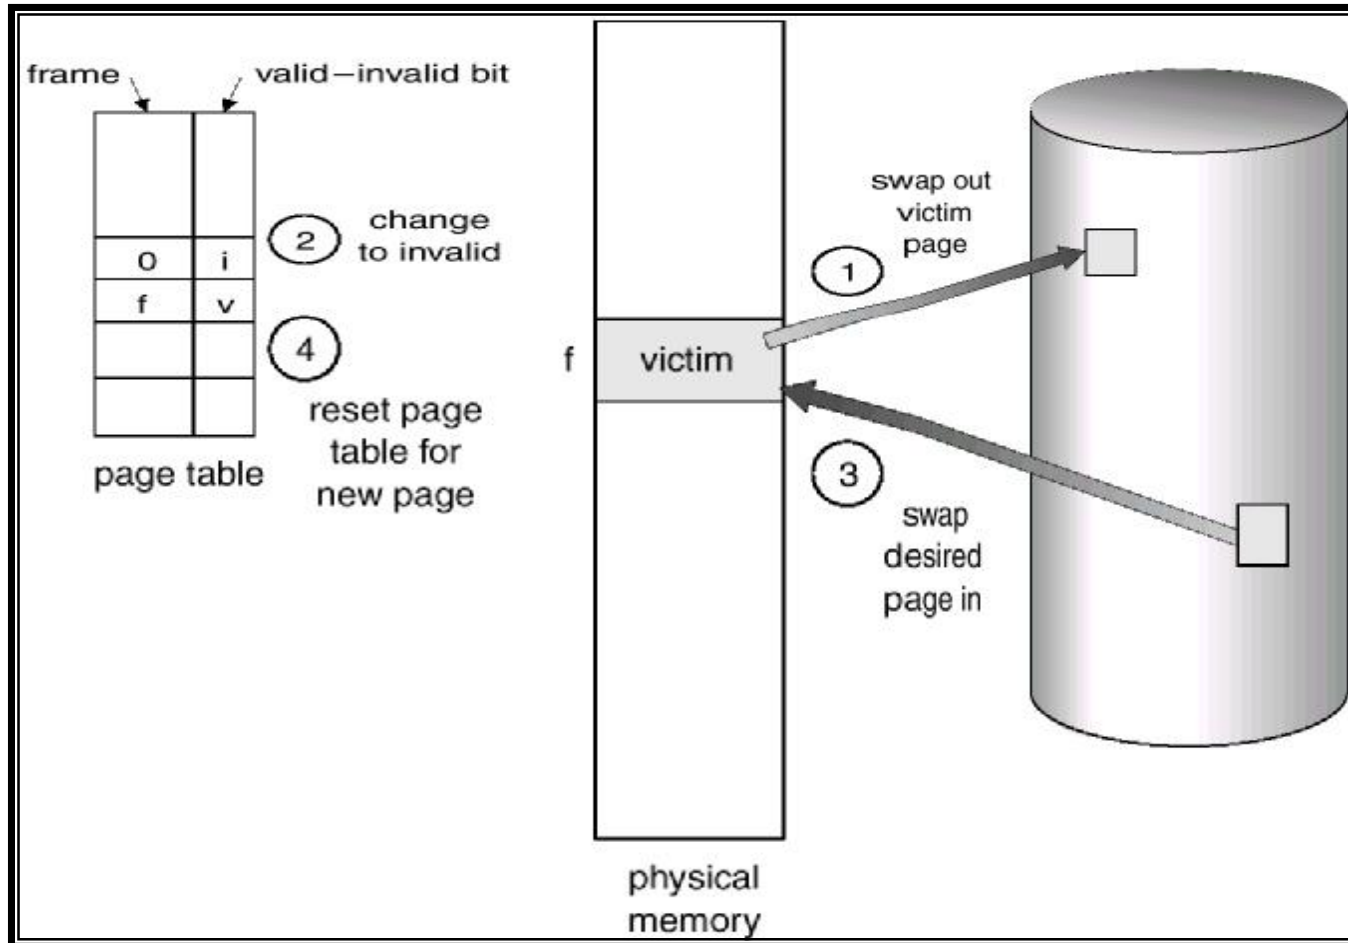 frame
valid–invalid bit
0 i
f v
2
change
to invalid
4
reset page
table for
new page
page table
f
victim
physical
memory
1
swap out
victim
page
3
swap
desired
page in